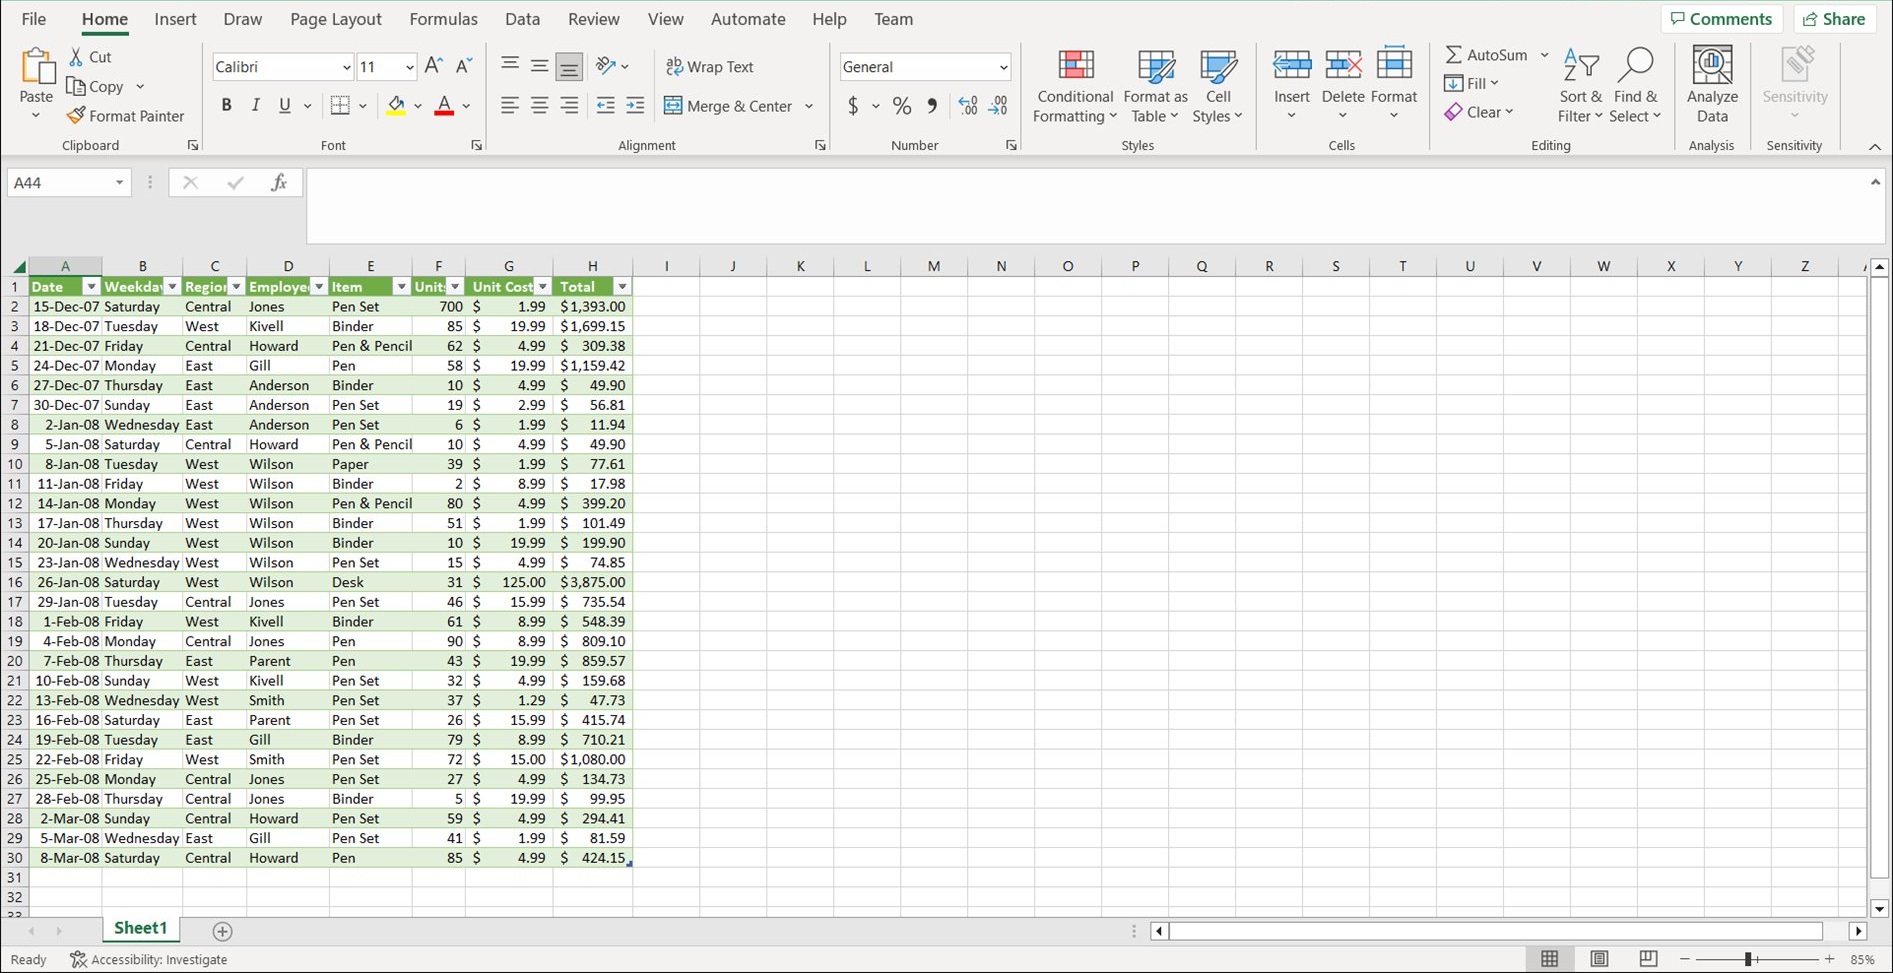 File Home Insert Draw Page Layout Formulas Data Review View Automate Help Team Comments Share
Paste Cut Copy Format Painter Clipboard
Calibri 11 B I U A Font
Wrap Text Merge & Center Alignment
General $ % 9 Number
Conditional Formatting Format as Table Cell Styles Styles
Insert Delete Format Cells
AutoSum Fill Clear Sort & Filter Find & Select Editing
Analyze Data Analysis
Sensitivity Sensitivity
A44 fx
A B C D E F G H I J K L M N O P Q R S T U V W X Y Z
1 Date Weekda Region Employe Item Units Unit Cost Total
2 15-Dec-07 Saturday Central Jones Pen Set 700 $ 1.99 $1,393.00
3 18-Dec-07 Tuesday West Kivell Binder 85 $ 19.99 $1,699.15
4 21-Dec-07 Friday Central Howard Pen & Pencil 62 $ 4.99 $ 309.38
5 24-Dec-07 Monday East Gill Pen 58 $ 19.99 $1,159.42
6 27-Dec-07 Thursday East Anderson Binder 10 $ 4.99 $ 49.90
7 30-Dec-07 Sunday East Anderson Pen Set 19 $ 2.99 $ 56.81
8 2-Jan-08 Wednesday East Anderson Pen Set 6 $ 1.99 $ 11.94
9 5-Jan-08 Saturday Central Howard Pen & Pencil 10 $ 4.99 $ 49.90
10 8-Jan-08 Tuesday West Wilson Paper 39 $ 1.99 $ 77.61
11 11-Jan-08 Friday West Wilson Binder 2 $ 8.99 $ 17.98
12 14-Jan-08 Monday West Wilson Pen & Pencil 80 $ 4.99 $ 399.20
13 17-Jan-08 Thursday West Wilson Binder 51 $ 1.99 $ 101.49
14 20-Jan-08 Sunday West Wilson Binder 10 $ 19.99 $ 199.90
15 23-Jan-08 Wednesday West Wilson Pen Set 15 $ 4.99 $ 74.85
16 26-Jan-08 Saturday West Wilson Desk 31 $ 125.00 $3,875.00
17 29-Jan-08 Tuesday Central Jones Pen Set 46 $ 15.99 $ 735.54
18 1-Feb-08 Friday West Kivell Binder 61 $ 8.99 $ 548.39
19 4-Feb-08 Monday Central Jones Pen 90 $ 8.99 $ 809.10
20 7-Feb-08 Thursday East Parent Pen 43 $ 19.99 $ 859.57
21 10-Feb-08 Sunday West Kivell Pen Set 32 $ 4.99 $ 159.68
22 13-Feb-08 Wednesday West Smith Pen Set 37 $ 1.29 $ 47.73
23 16-Feb-08 Saturday East Parent Pen Set 26 $ 15.99 $ 415.74
24 19-Feb-08 Tuesday East Gill Binder 79 $ 8.99 $ 710.21
25 22-Feb-08 Friday West Smith Pen Set 72 $ 15.00 $1,080.00
26 25-Feb-08 Monday Central Jones Pen Set 27 $ 4.99 $ 134.73
27 28-Feb-08 Thursday Central Jones Binder 5 $ 19.99 $ 99.95
28 2-Mar-08 Sunday Central Howard Pen Set 59 $ 4.99 $ 294.41
29 5-Mar-08 Wednesday East Gill Pen Set 41 $ 1.99 $ 81.59
30 8-Mar-08 Saturday Central Howard Pen 85 $ 4.99 $ 424.15
31
32
33
Sheet1
Ready Accessibility: Investigate 85%